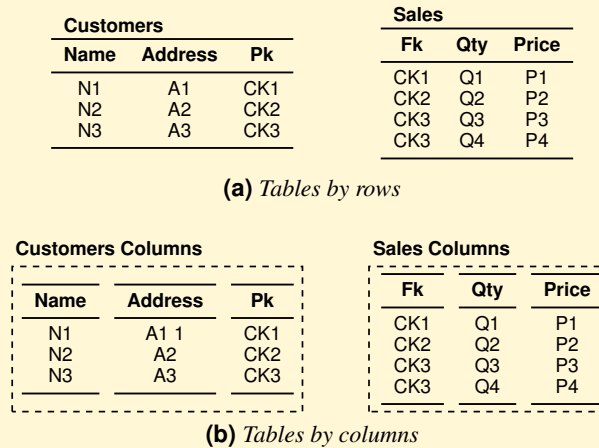 Customers
Name Address Pk
N1 A1 CK1
N2 A2 CK2
N3 A3 CK3
Sales
Fk Qty Price
CK1 Q1 P1
CK2 Q2 P2
CK3 Q3 P3
CK3 Q4 P4
(a) Tables by rows
Customers Columns
Name Address Pk
N1 A1 1 CK1
N2 A2 CK2
N3 A3 CK3
Sales Columns
Fk Qty Price
CK1 Q1 P1
CK2 Q2 P2
CK3 Q3 P3
CK3 Q4 P4
(b) Tables by columns